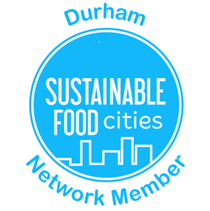 Durham
SUSTAINABLE
FOOD cities
Network Member